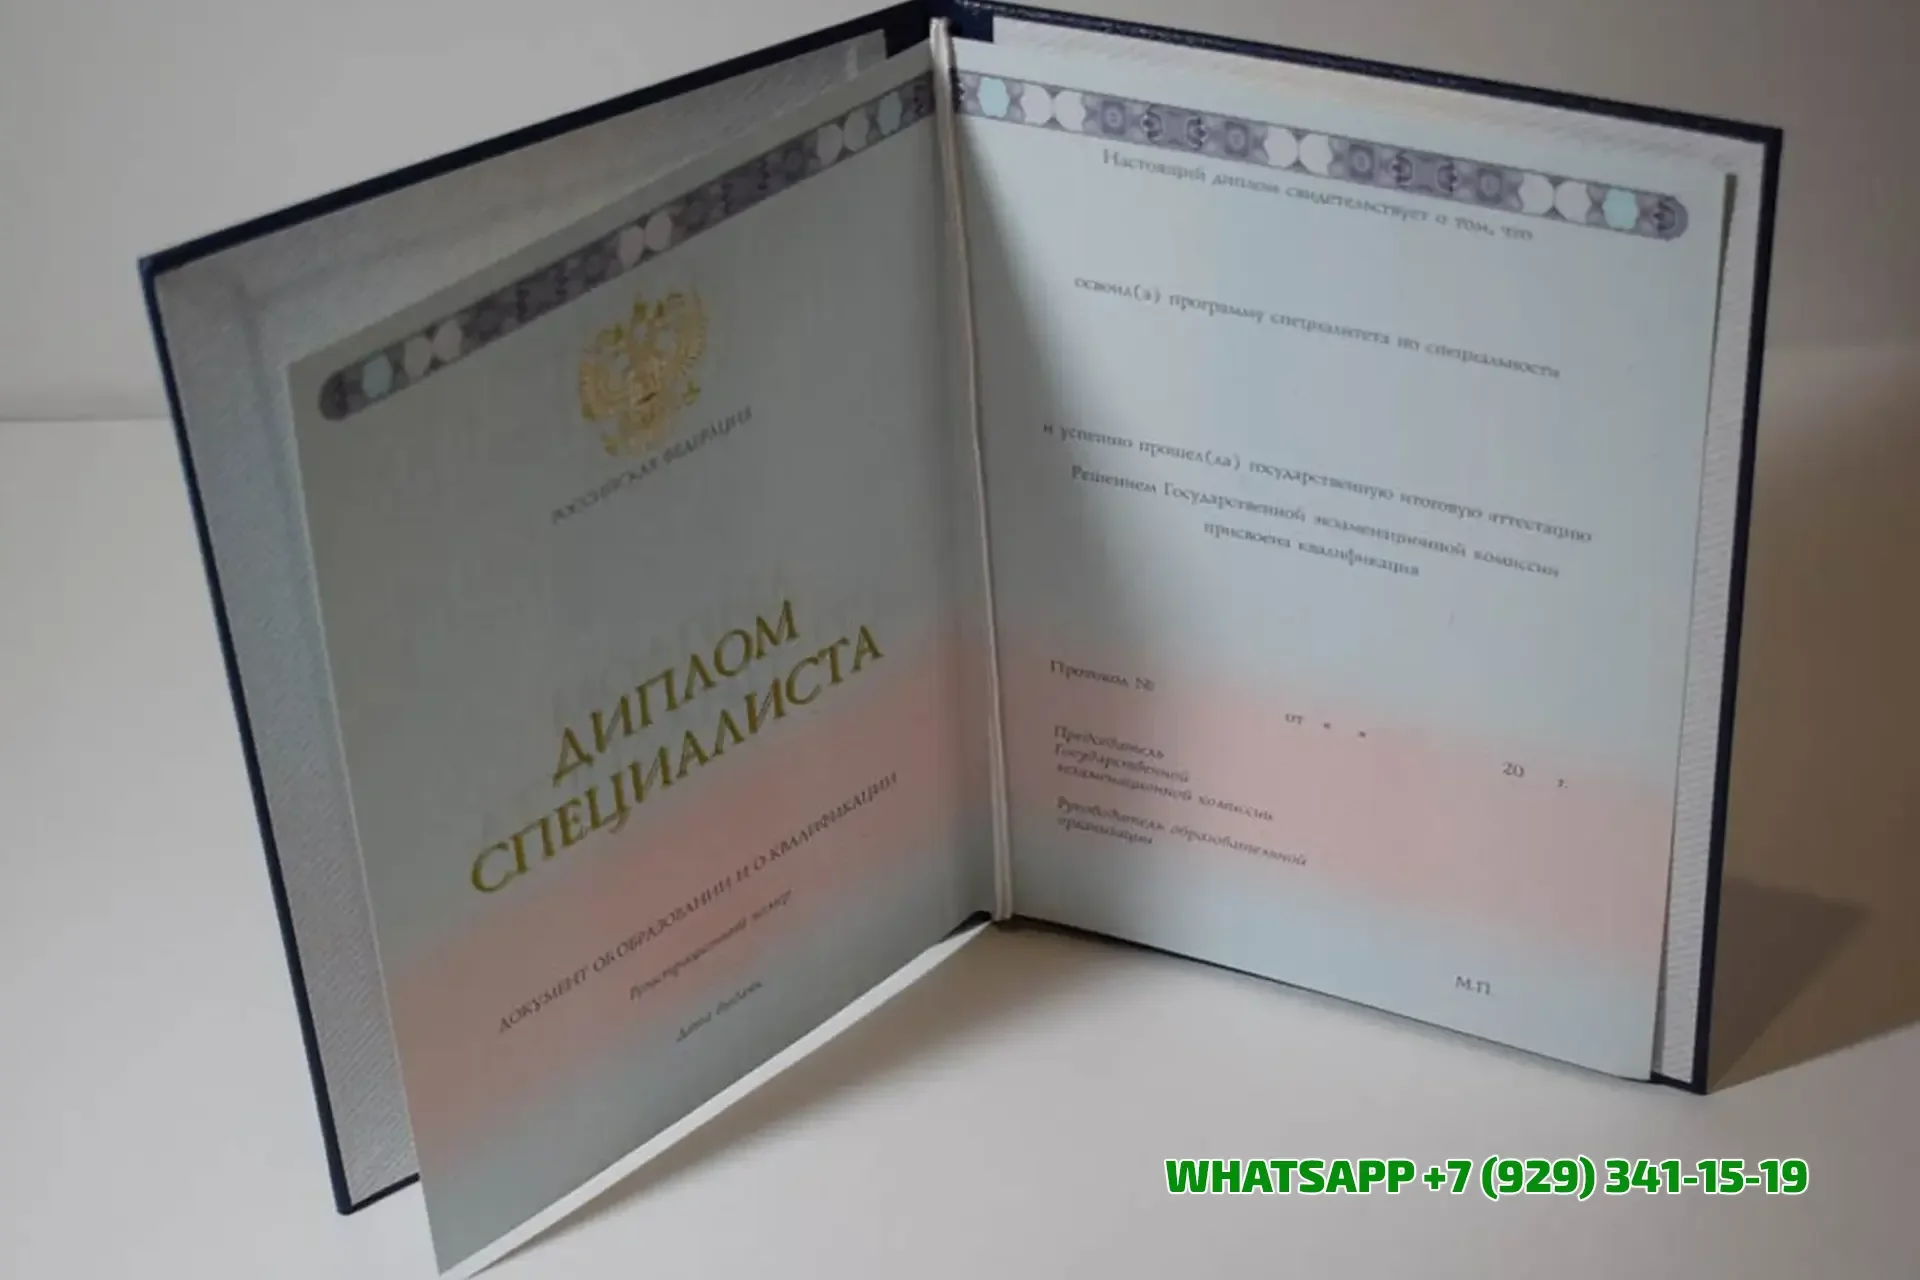 РОССИЙСКАЯ ФЕДЕРАЦИЯ
ДИПЛОМ
СПЕЦИАЛИСТА
ДОКУМЕНТ ОБ ОБРАЗОВАНИИ И О КВАЛИФИКАЦИИ
Регистрационный номер
Дата выдачи
Настоящий диплом свидетельствует о том, что
освоил(а) программу специалитета по специальности
и успешно прошел(ла) государственную итоговую аттестацию
Решением Государственной экзаменационной комиссии
присвоена квалификация
Протокол №
от « »
20 г.
Председатель
Государственной
экзаменационной комиссии
Руководитель образовательной
организации
М.П.
WHATSAPP +7 (929) 341-15-19